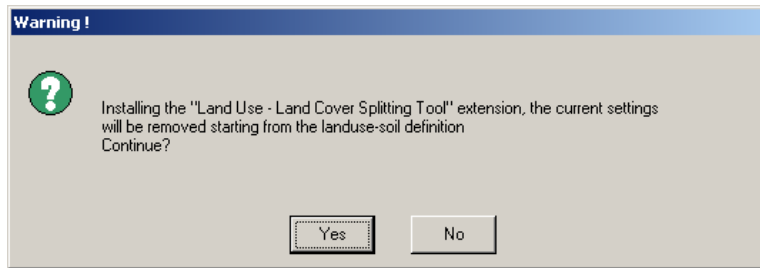 Warning !
Installing the "Land Use - Land Cover Splitting Tool" extension, the current settings
will be removed starting from the landuse-soil definition
Continue?
Yes
No